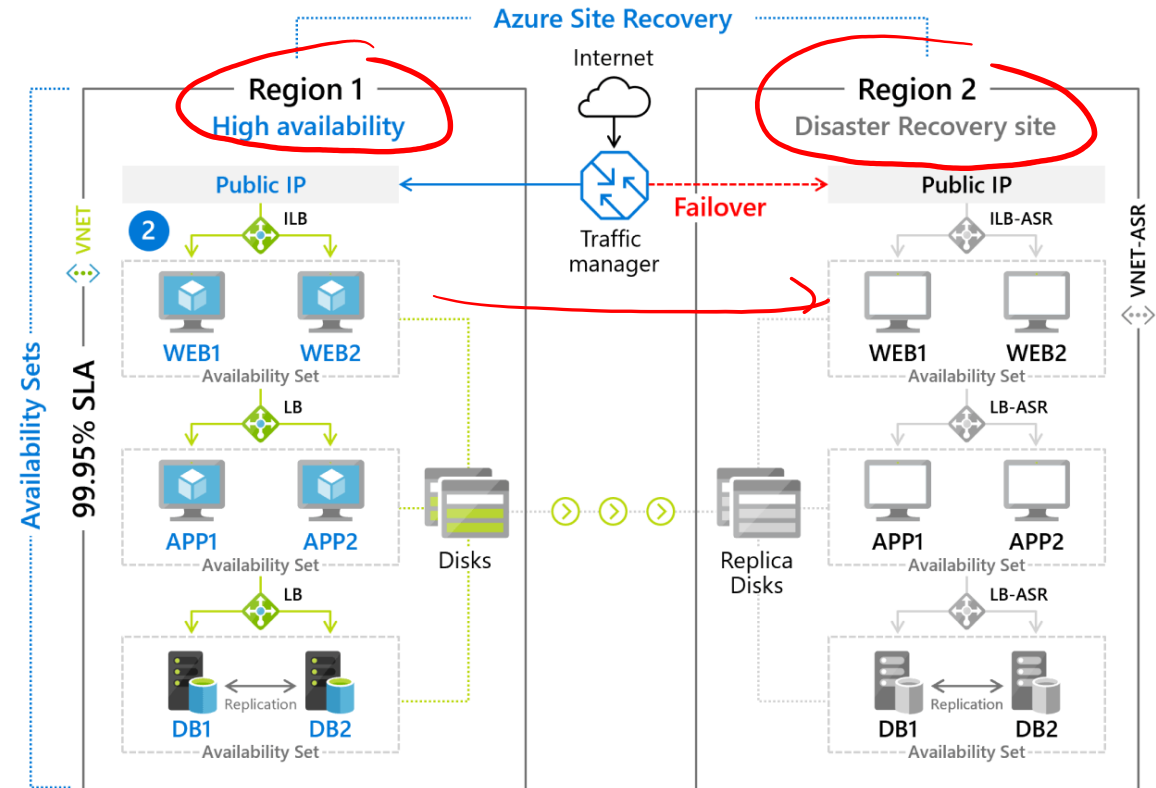 Azure Site Recovery
Internet
Region 1
High availability
Region 2
Disaster Recovery site
Public IP
Failover
Public IP
Traffic
manager
2
VNET
ILB
ILB-ASR
VNET-ASR
WEB1
WEB2
Availability Set
WEB1
WEB2
Availability Set
Availability Sets
99.95% SLA
LB
LB-ASR
APP1
APP2
Availability Set
Disks
Replica
Disks
APP1
APP2
Availability Set
LB
LB-ASR
Replication
DB1
DB2
Availability Set
Replication
DB1
DB2
Availability Set